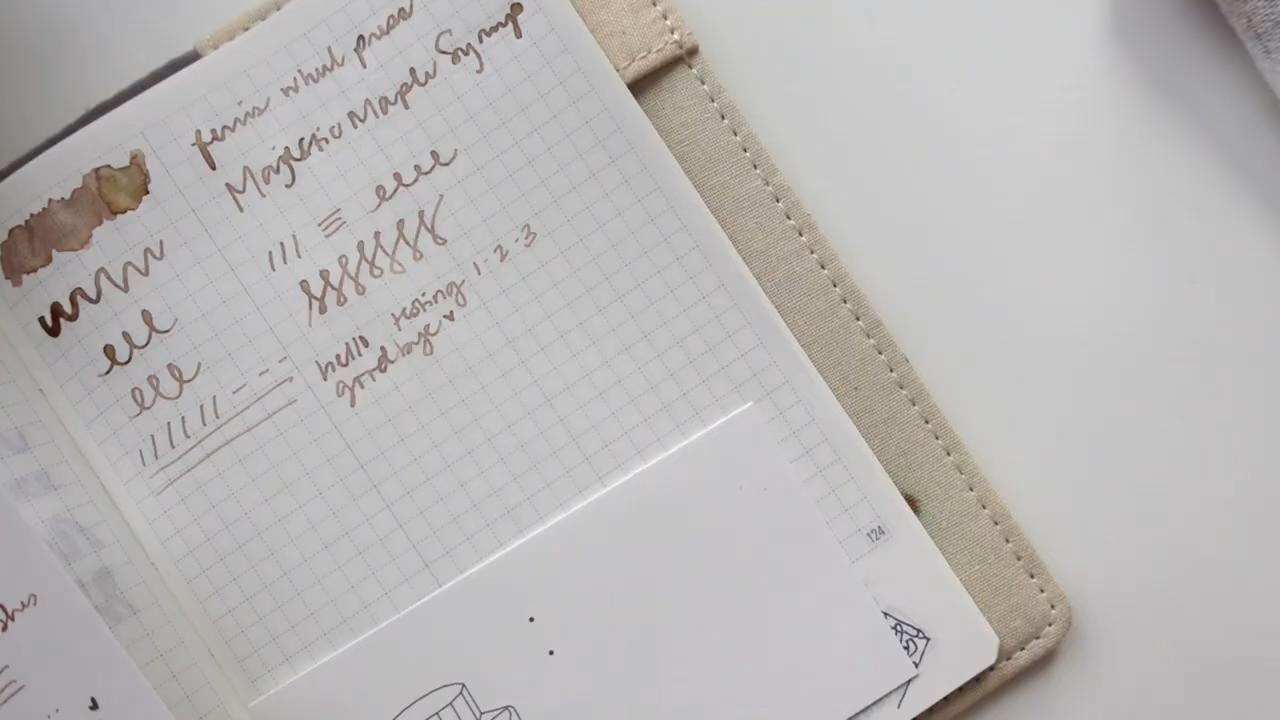 ferris wheel press
Majestic Maple Syrup
hello testing 1·2·3
goodbye
124